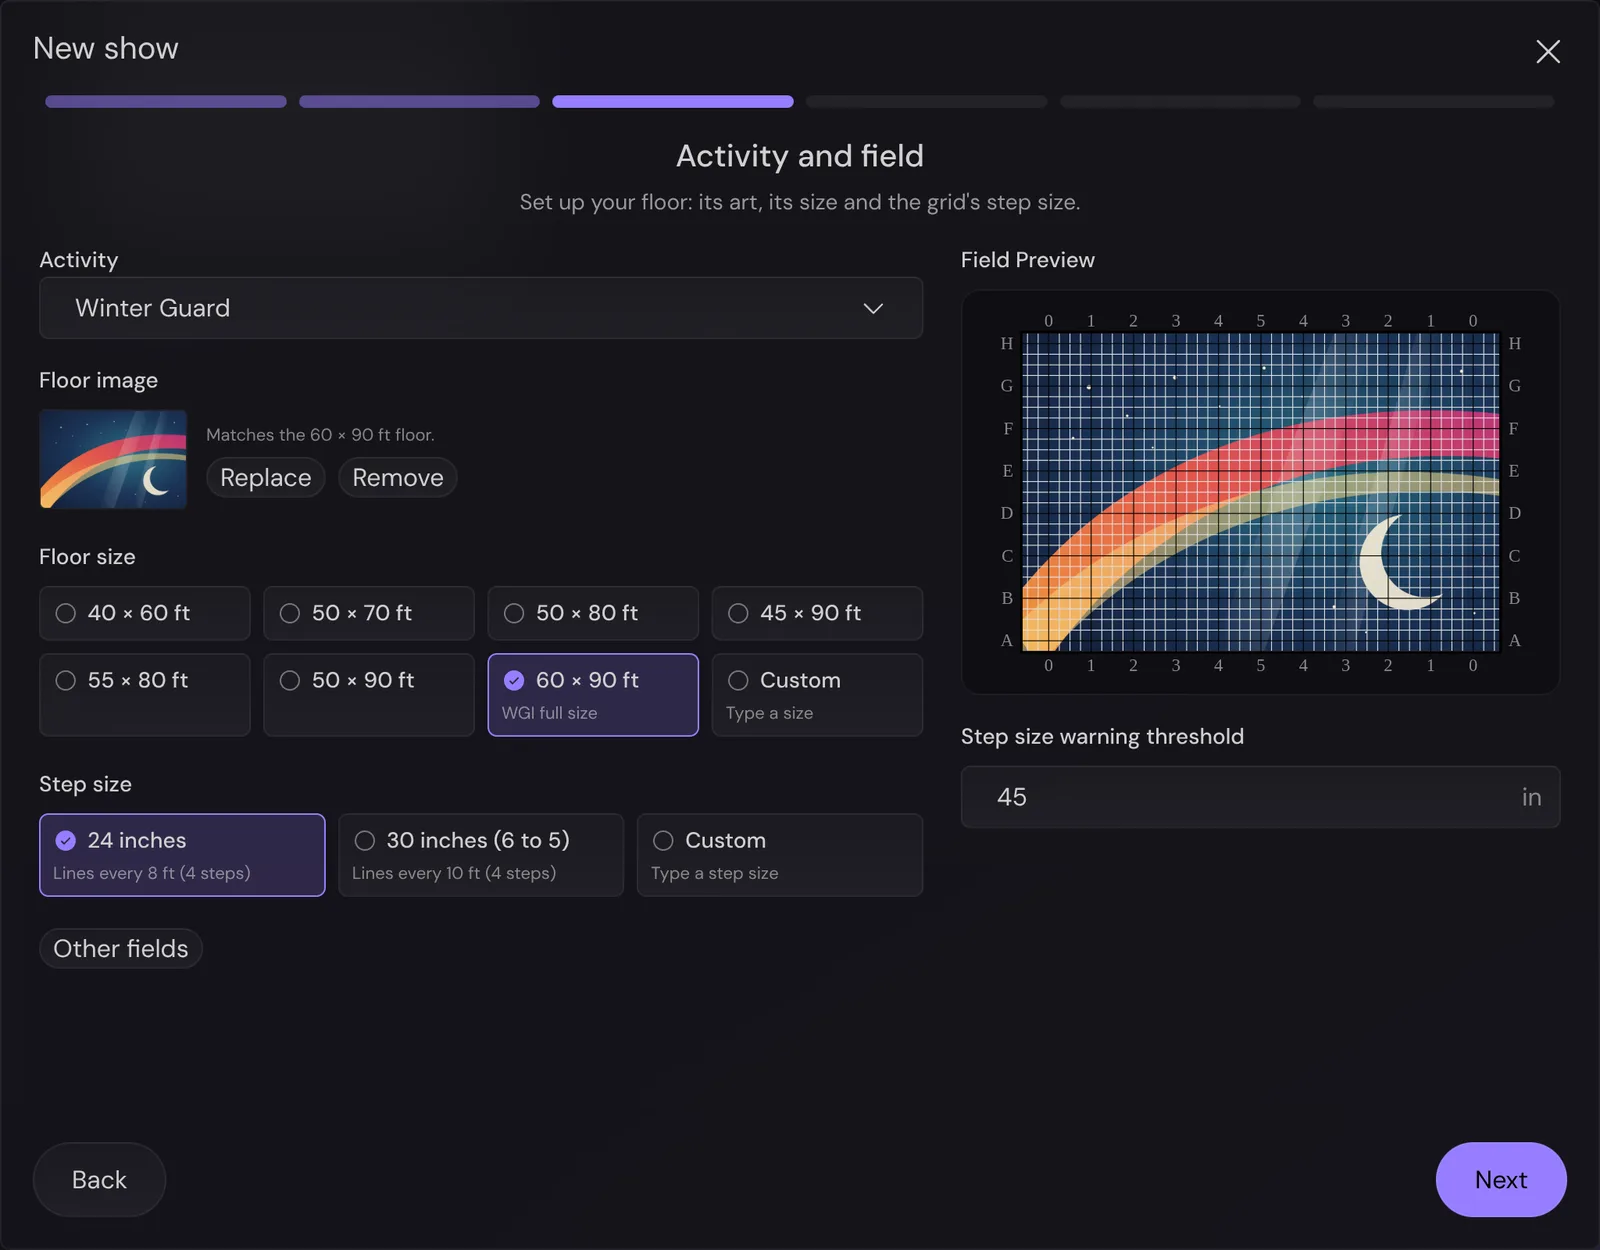 New show
Activity and field
Set up your floor: its art, its size and the grid's step size.
Activity
Winter Guard
Floor image
Matches the 60 × 90 ft floor.
Replace
Remove
Floor size
40 × 60 ft
50 × 70 ft
50 × 80 ft
45 × 90 ft
55 × 80 ft
50 × 90 ft
60 × 90 ft
WGI full size
Custom
Type a size
Step size
24 inches
Lines every 8 ft (4 steps)
30 inches (6 to 5)
Lines every 10 ft (4 steps)
Custom
Type a step size
Other fields
Field Preview
0 1 2 3 4 5 4 3 2 1 0
H H
G G
F F
E E
D D
C C
B B
A A
0 1 2 3 4 5 4 3 2 1 0
Step size warning threshold
45 in
Back
Next